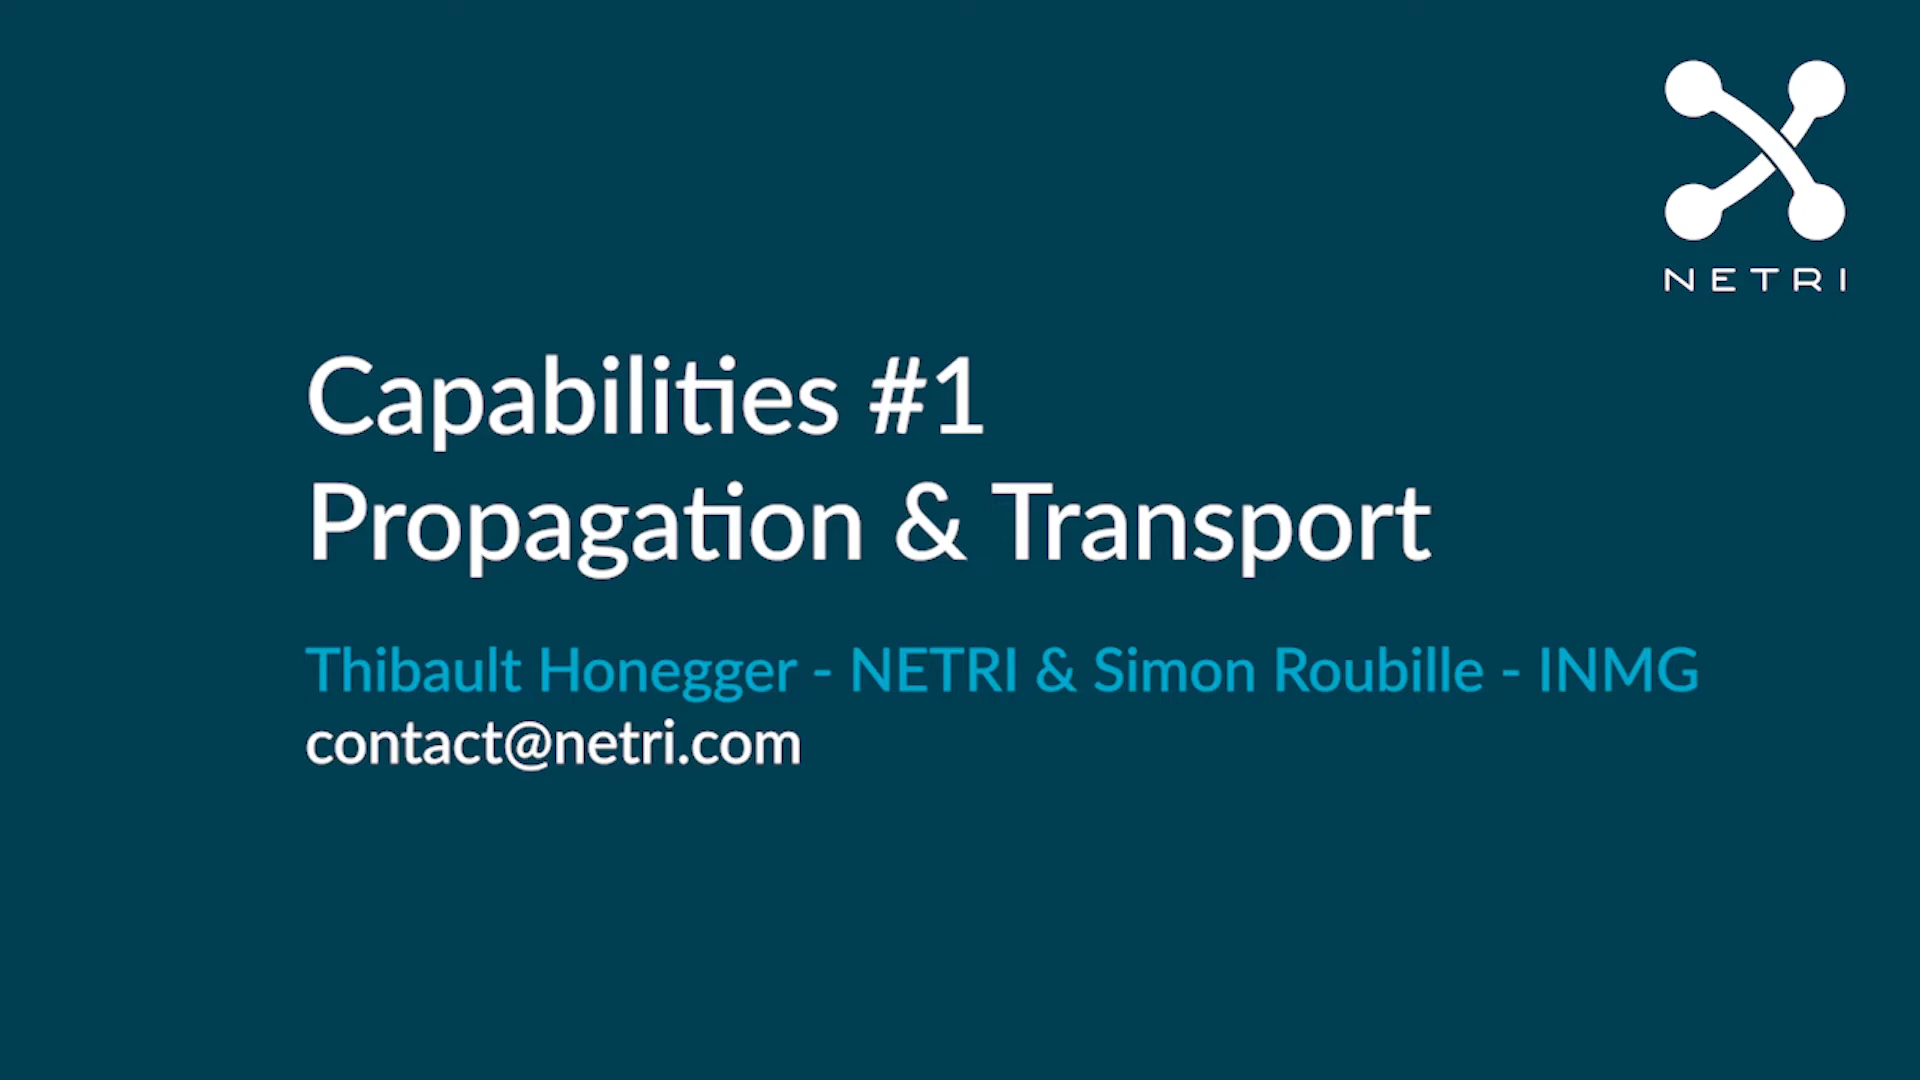 NETRI
Capabilities #1
Propagation & Transport
Thibault Honegger - NETRI & Simon Roubille - INMG
contact@netri.com